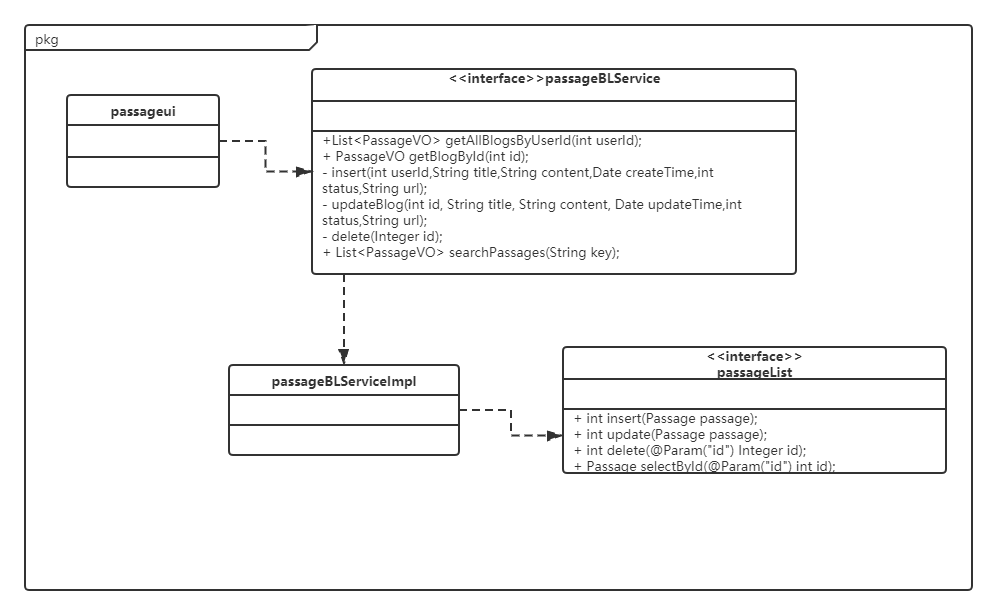 pkg
<<interface>>passageBLService
passageui
+List<PassageVO> getAllBlogsByUserId(int userId);
+ PassageVO getBlogById(int id);
- insert(int userId,String title,String content,Date createTime,int
status,String url);
- updateBlog(int id, String title, String content, Date updateTime,int
status,String url);
- delete(Integer id);
+ List<PassageVO> searchPassages(String key);
passageBLServiceImpl
<<interface>>
passageList
+ int insert(Passage passage);
+ int update(Passage passage);
+ int delete(@Param("id") Integer id);
+ Passage selectById(@Param("id") int id);